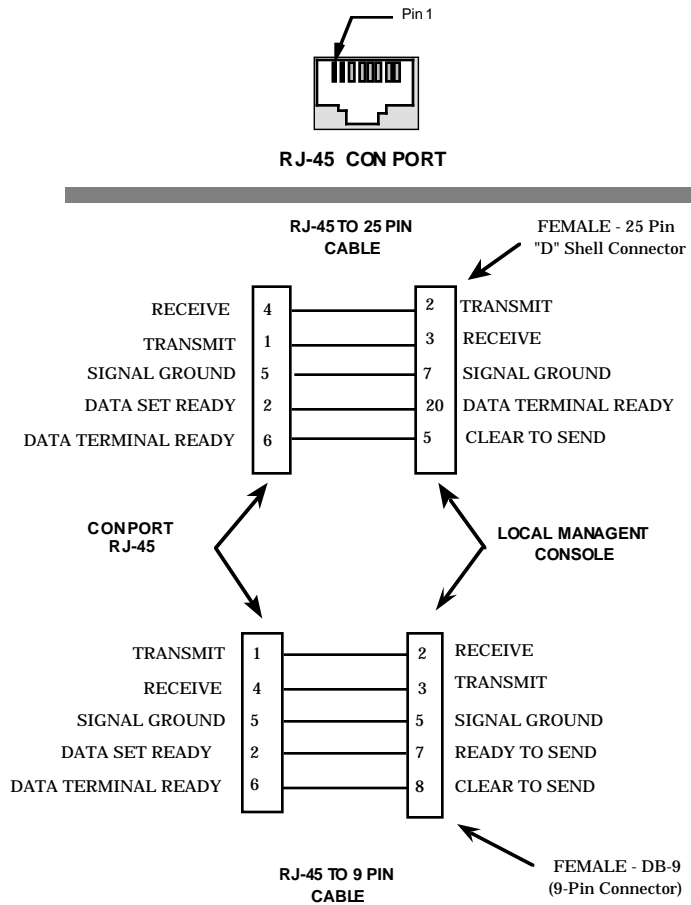 Pin 1
RJ-45 CON PORT
RJ-45 TO 25 PIN
CABLE
FEMALE - 25 Pin
"D" Shell Connector
RECEIVE 4 2 TRANSMIT
TRANSMIT 1 3 RECEIVE
SIGNAL GROUND 5 7 SIGNAL GROUND
DATA SET READY 2 20 DATA TERMINAL READY
DATA TERMINAL READY 6 5 CLEAR TO SEND
CONPORT
RJ-45
LOCAL MANAGENT
CONSOLE
TRANSMIT 1 2 RECEIVE
RECEIVE 4 3 TRANSMIT
SIGNAL GROUND 5 5 SIGNAL GROUND
DATA SET READY 2 7 READY TO SEND
DATA TERMINAL READY 6 8 CLEAR TO SEND
RJ-45 TO 9 PIN
CABLE
FEMALE - DB-9
(9-Pin Connector)